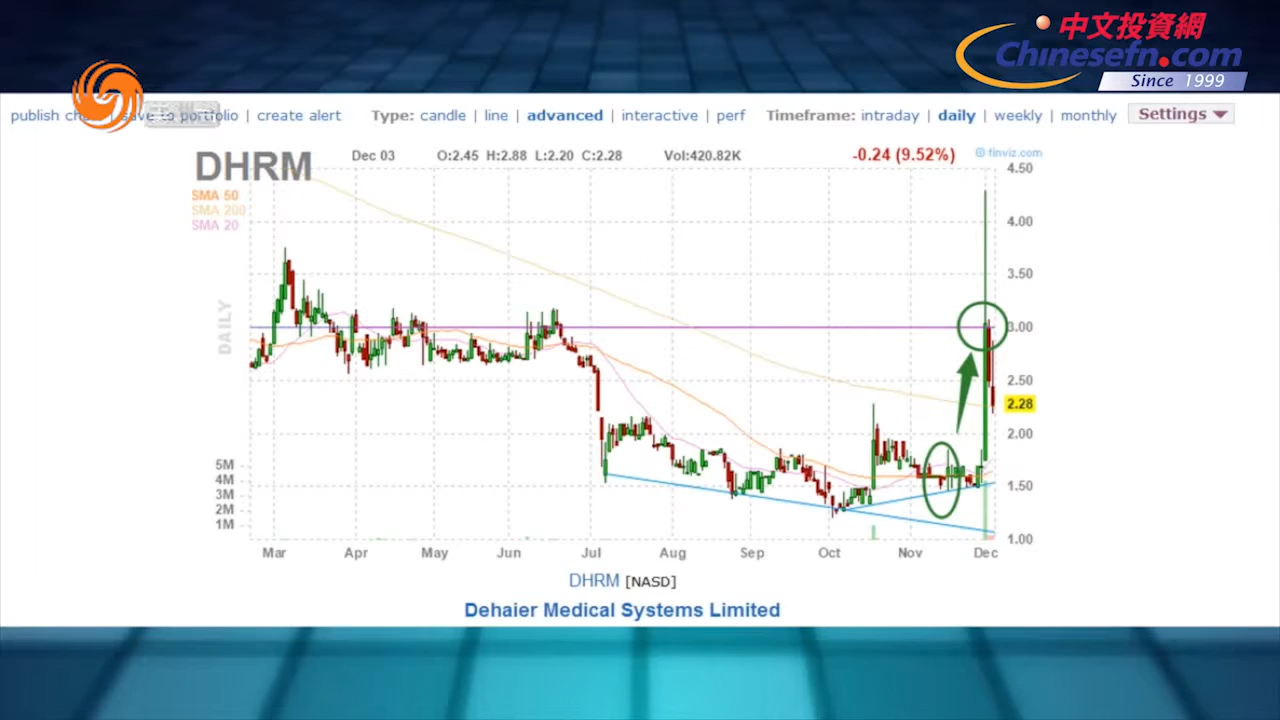 中文投資網
Chinesefn.com
Since 1999
publish save to portfolio | create alert Type: candle | line | advanced | interactive | perf Timeframe: intraday | daily | weekly | monthly Settings
DHRM Dec 03 O:2.45 H:2.88 L:2.20 C:2.28 Vol:420.82K -0.24 (9.52%) finviz.com
SMA 50
SMA 200
SMA 20
DAILY
4.50
4.00
3.50
3.00
2.50
2.28
2.00
1.50
1.00
5M
4M
3M
2M
1M
Mar Apr May Jun Jul Aug Sep Oct Nov Dec
DHRM [NASD]
Dehaier Medical Systems Limited